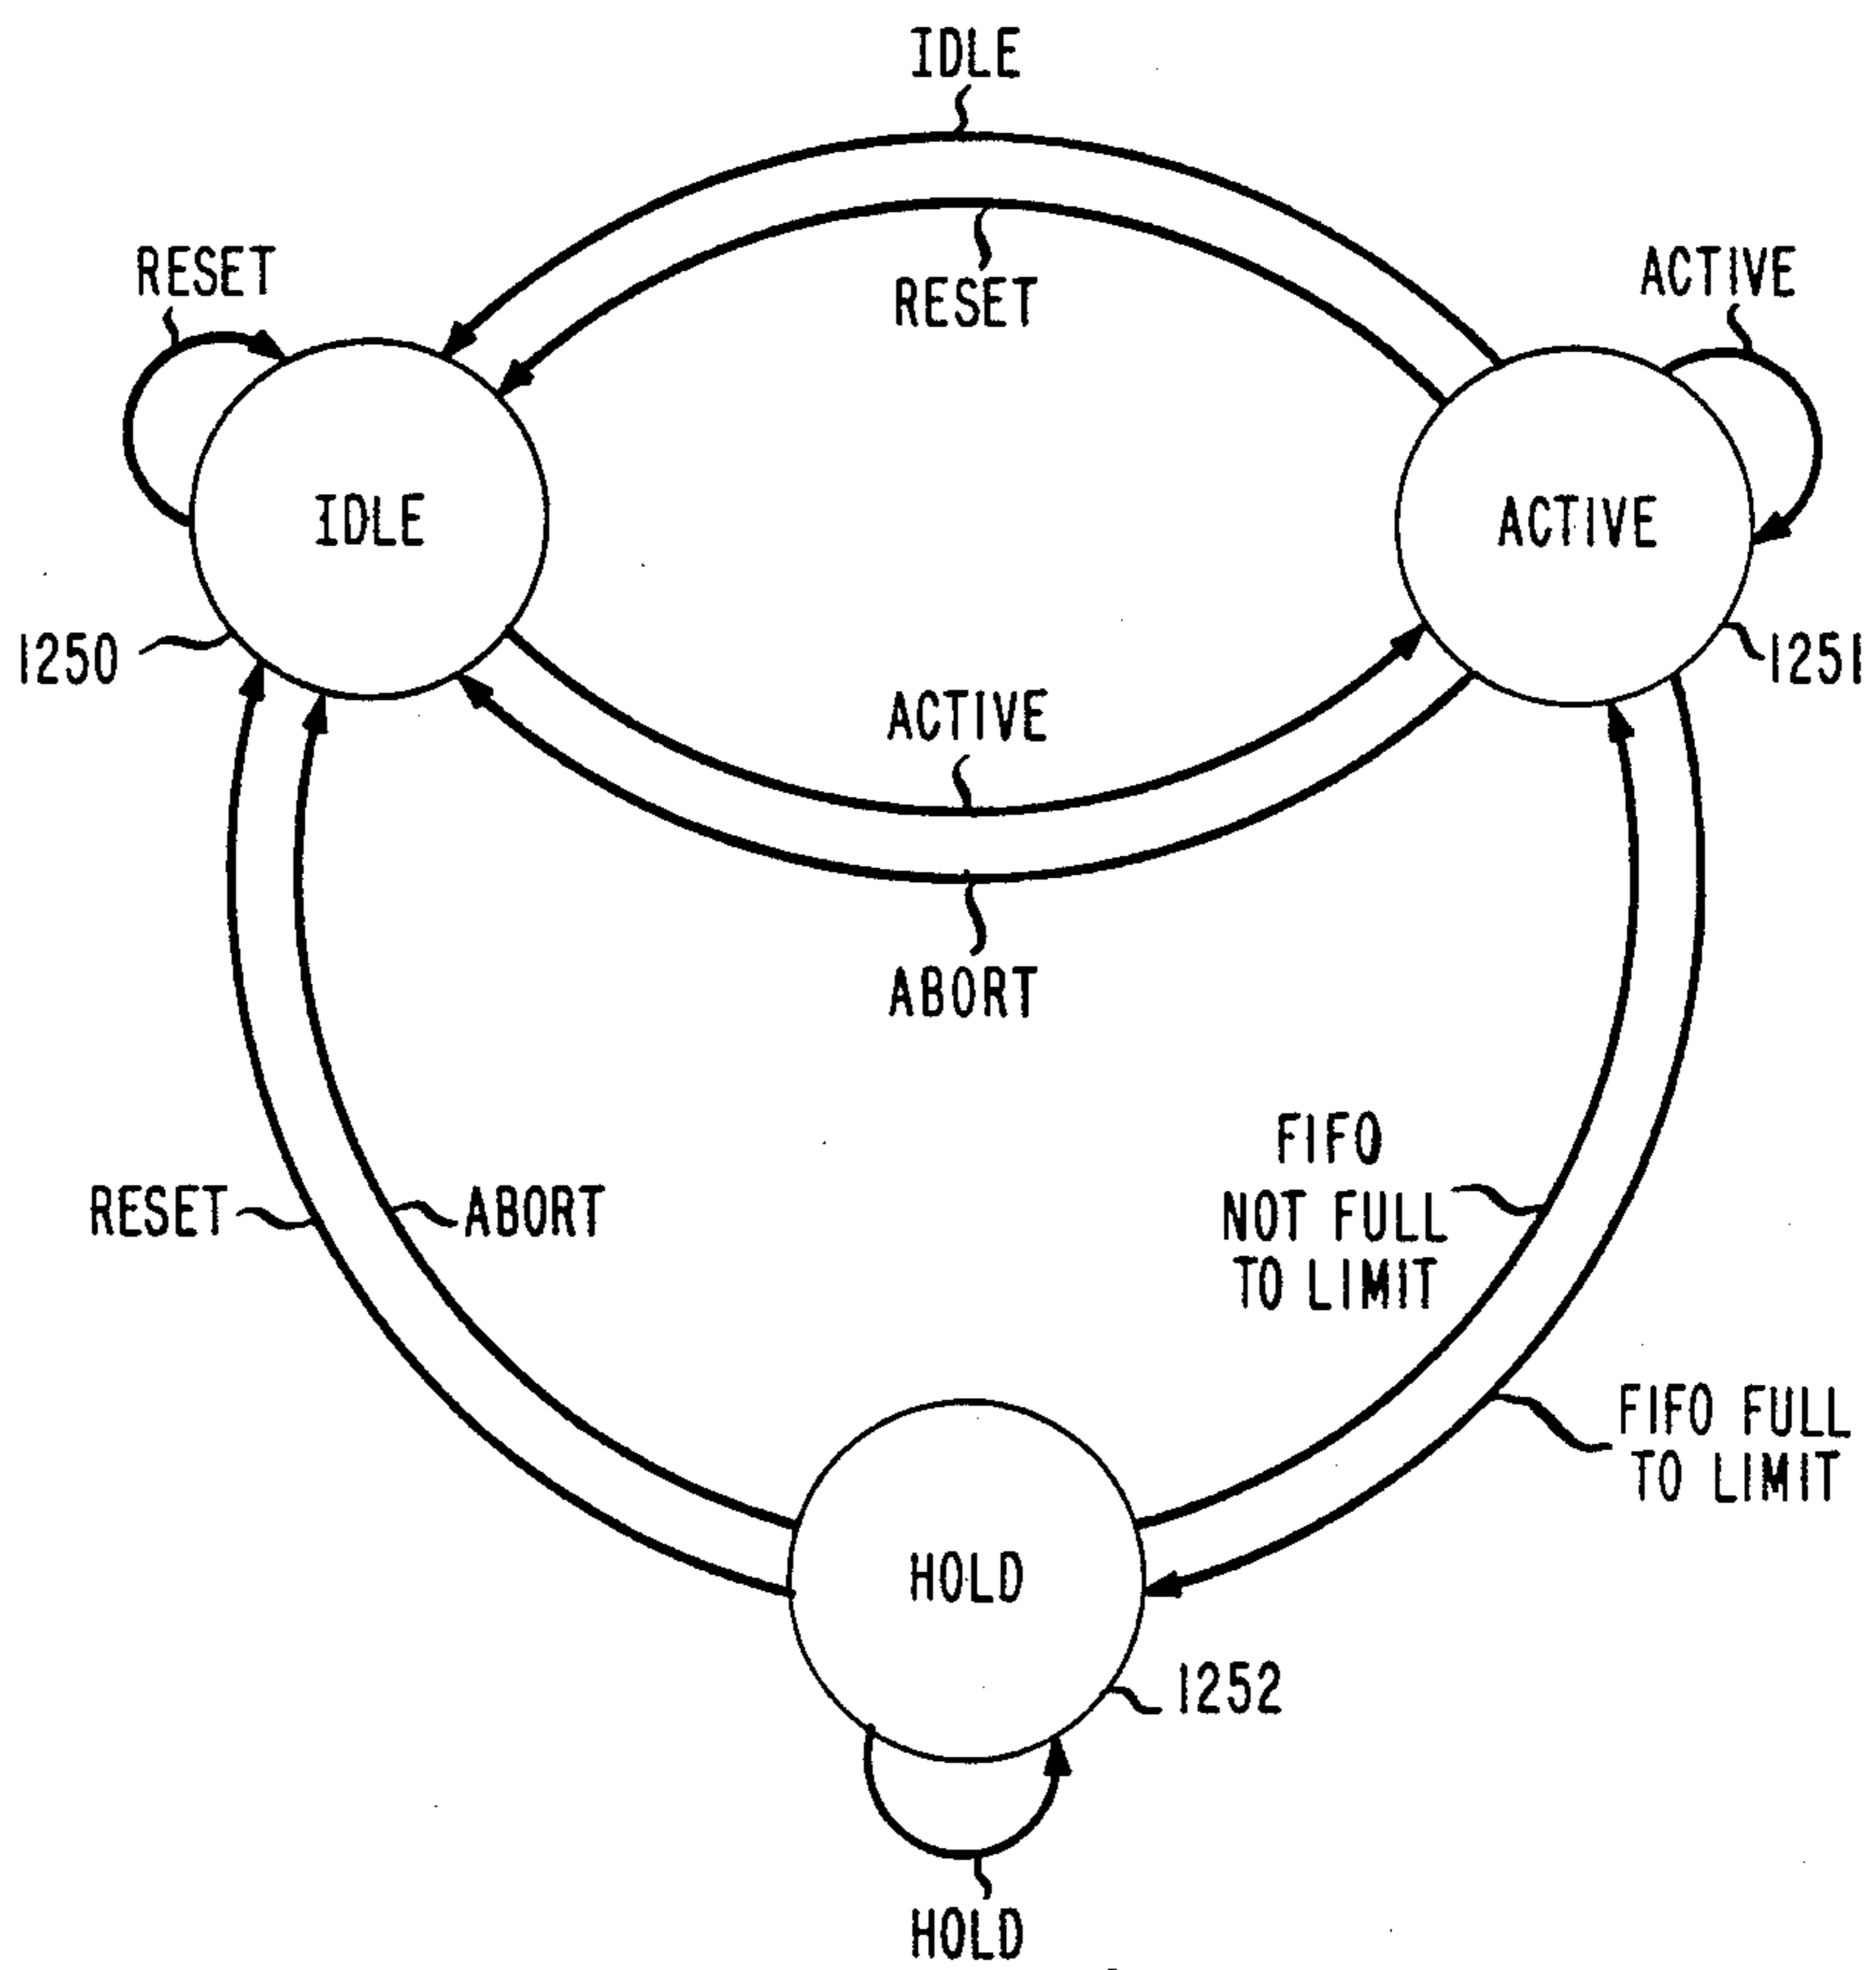 IDLE
RESET
RESET
ACTIVE
IDLE
ACTIVE
1250
1251
ACTIVE
ABORT
FIFO
NOT FULL
TO LIMIT
RESET
ABORT
FIFO FULL
TO LIMIT
HOLD
1252
HOLD